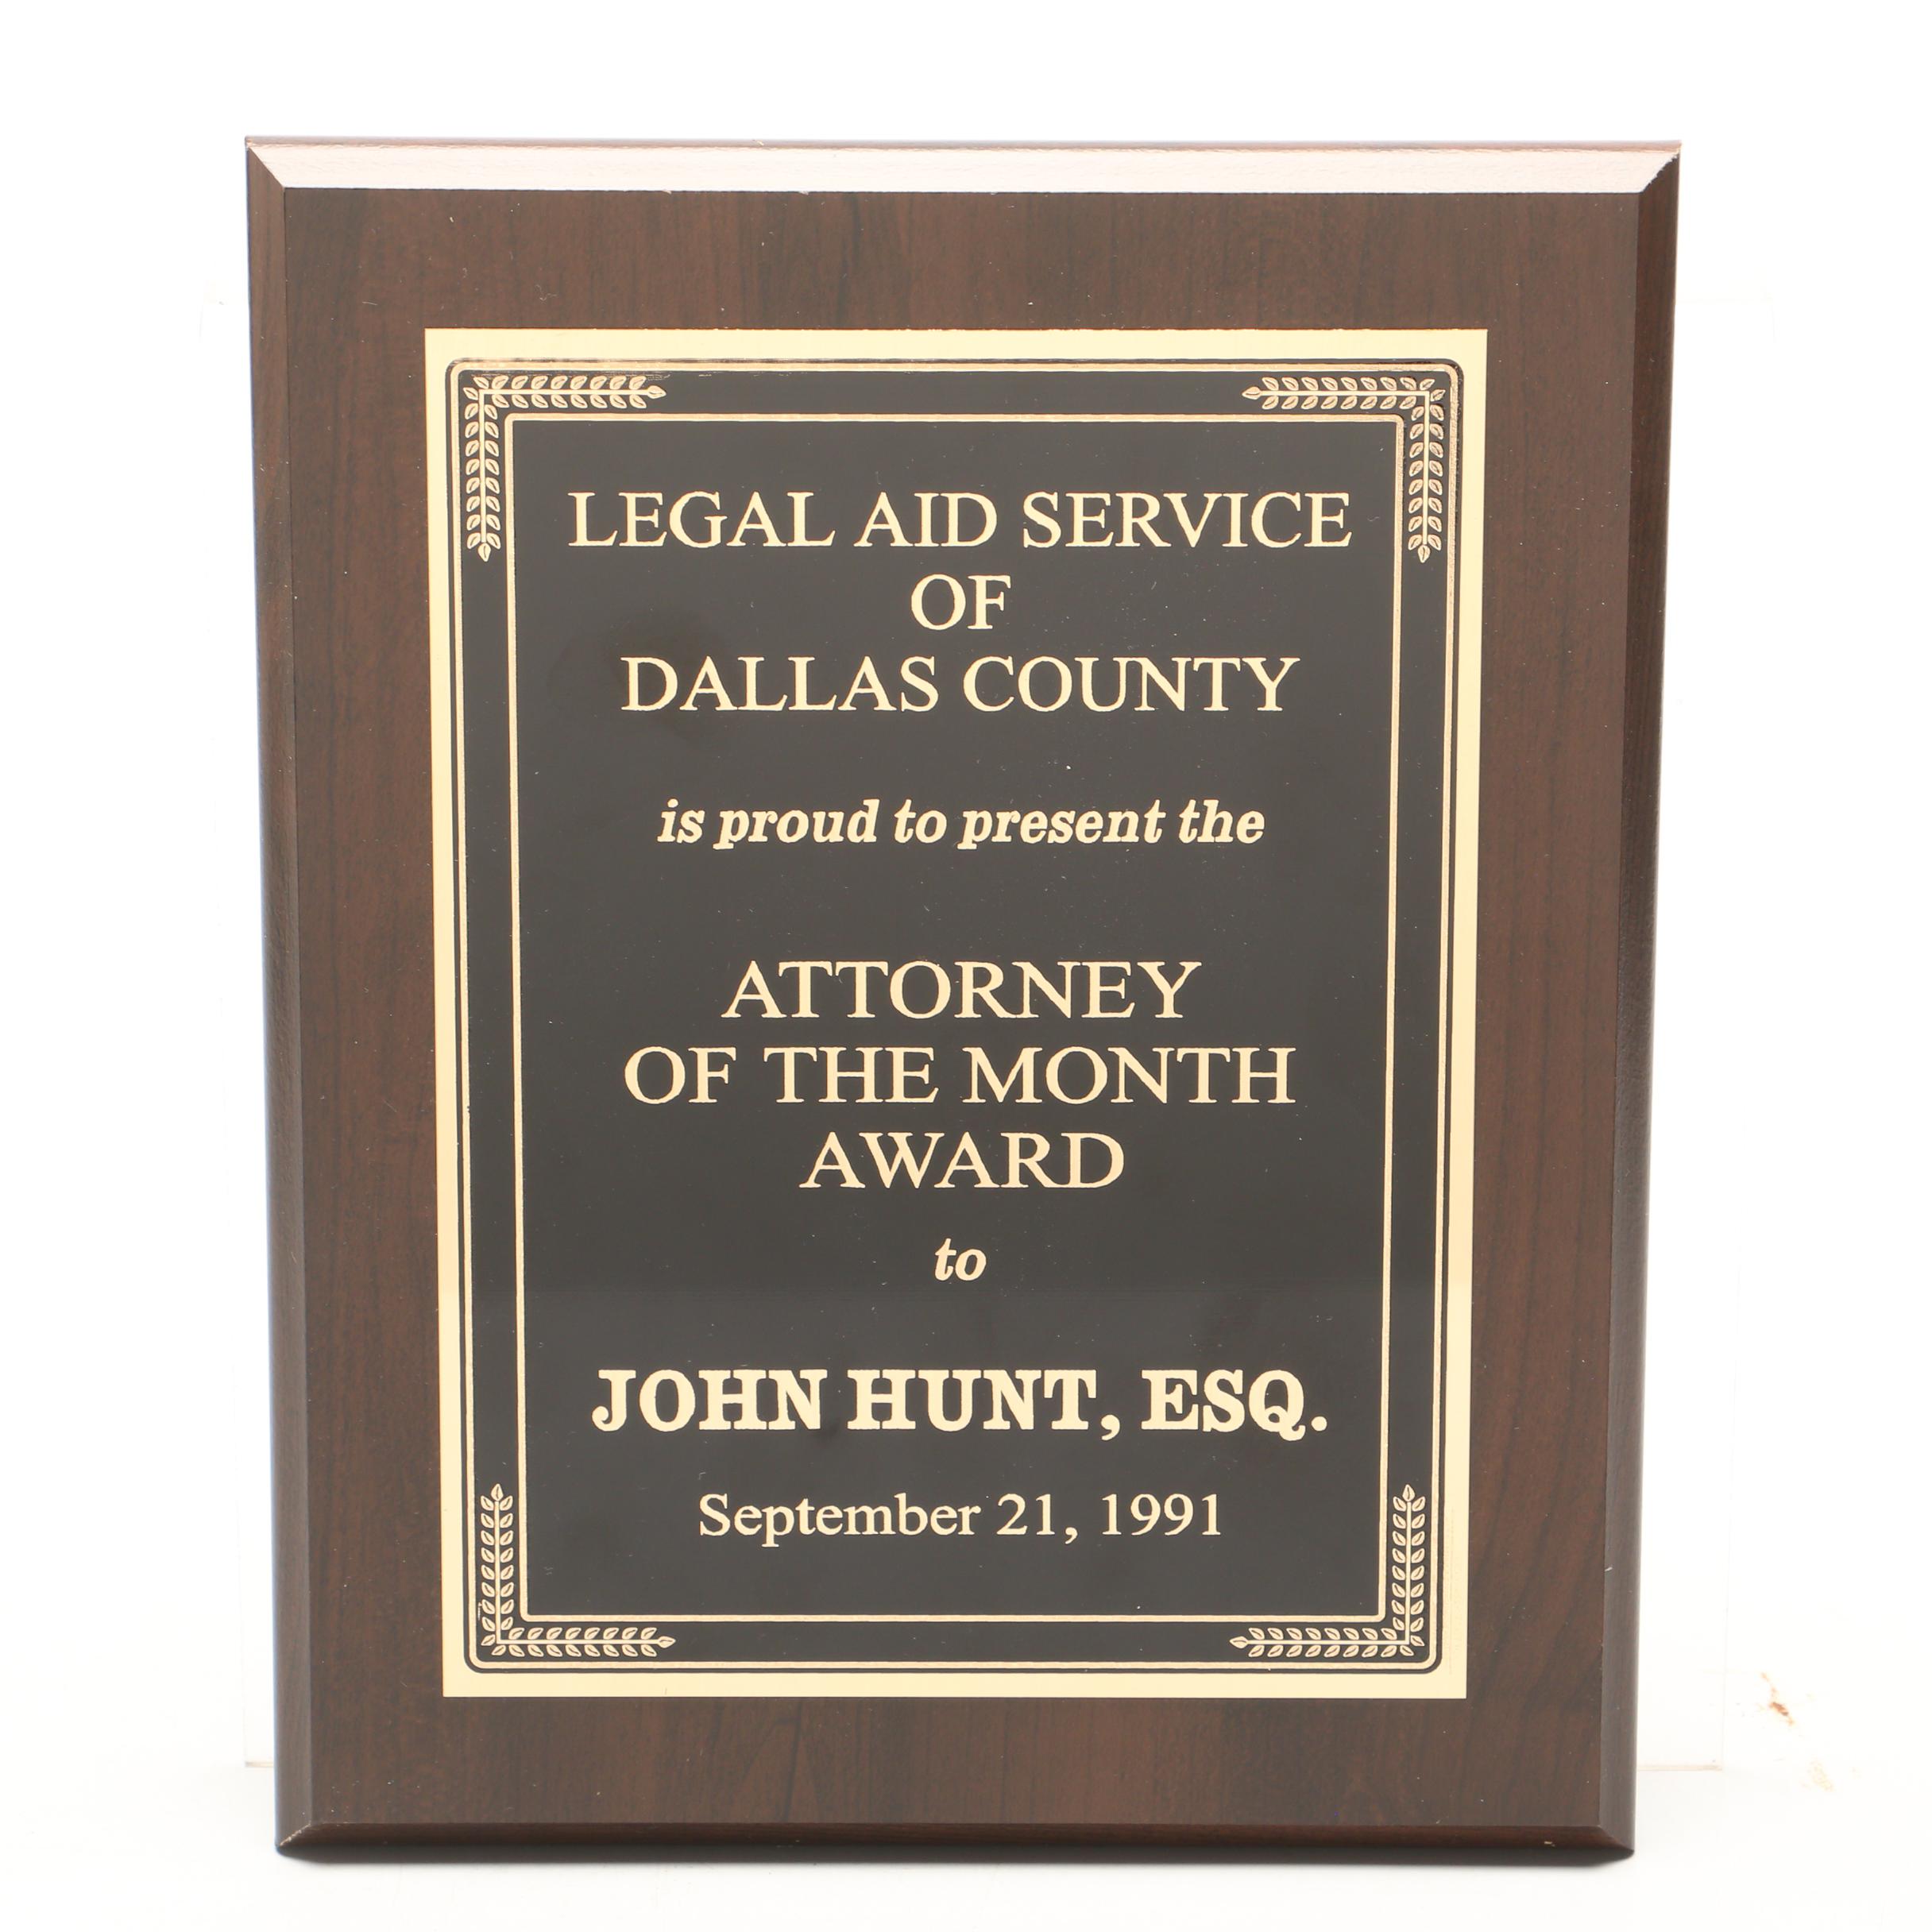 LEGAL AID SERVICE
OF
DALLAS COUNTY
is proud to present the
ATTORNEY
OF THE MONTH
AWARD
to
JOHN HUNT, ESQ.
September 21, 1991